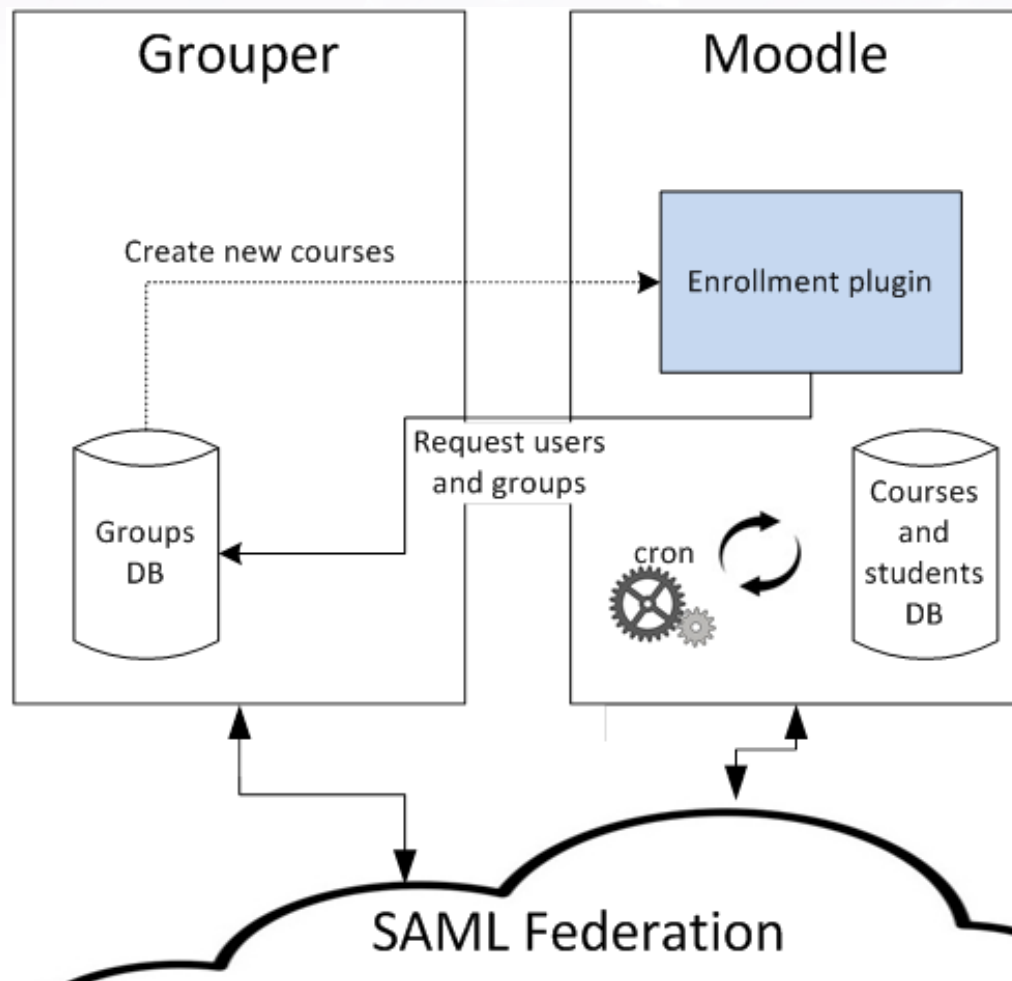 Grouper
Moodle
Create new courses
Enrollment plugin
Request users
and groups
Groups
DB
cron
Courses
and
students
DB
SAML Federation